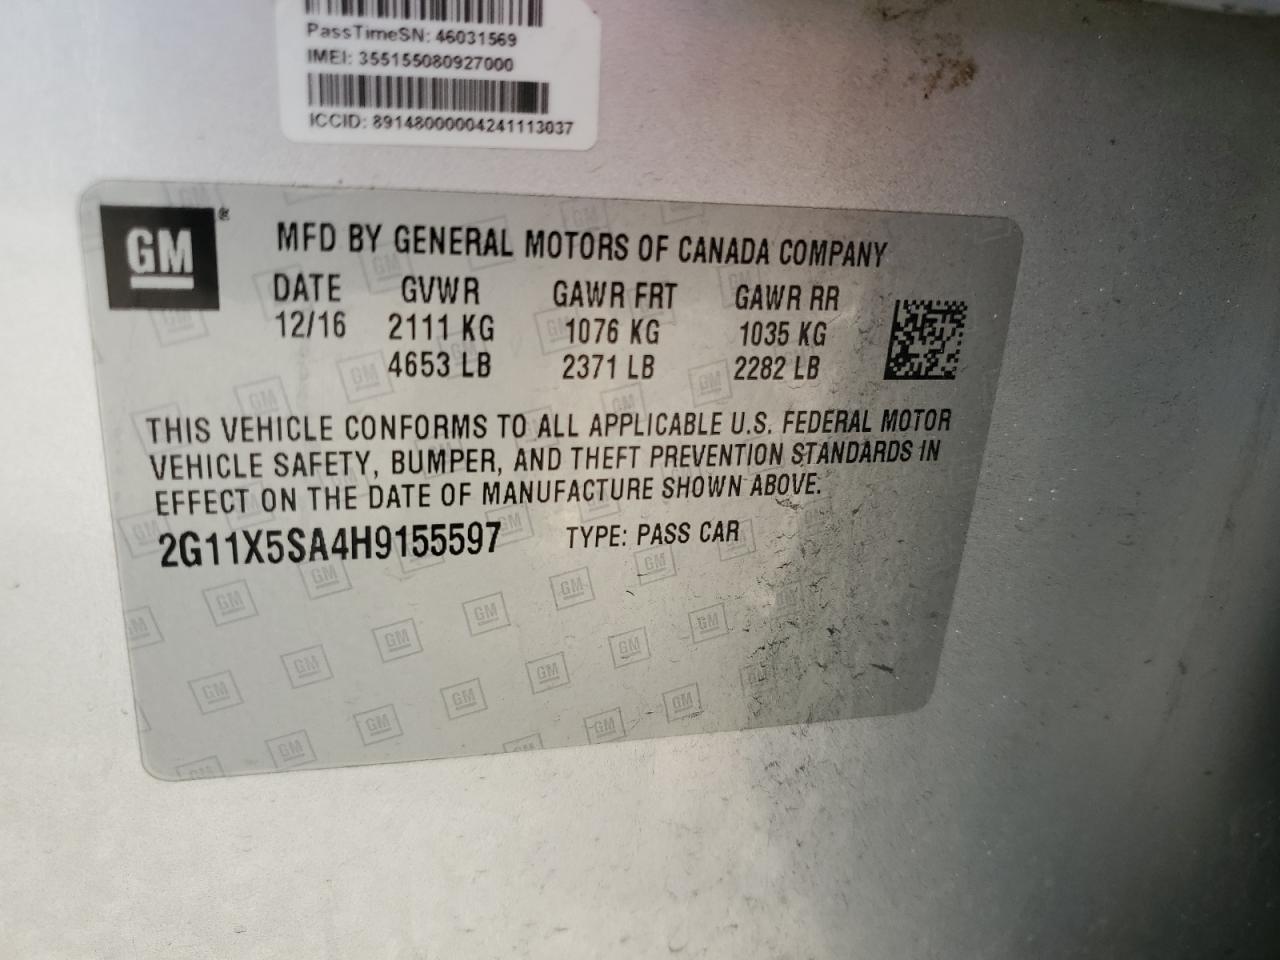 PassTimeSN: 46031569
IMEI: 355155080927000
ICCID: 89148000004241113037
GM®
MFD BY GENERAL MOTORS OF CANADA COMPANY
DATE GVWR GAWR FRT GAWR RR
12/16 2111 KG 1076 KG 1035 KG
4653 LB 2371 LB 2282 LB
THIS VEHICLE CONFORMS TO ALL APPLICABLE U.S. FEDERAL MOTOR
VEHICLE SAFETY, BUMPER, AND THEFT PREVENTION STANDARDS IN
EFFECT ON THE DATE OF MANUFACTURE SHOWN ABOVE.
2G11X5SA4H9155597 TYPE: PASS CAR